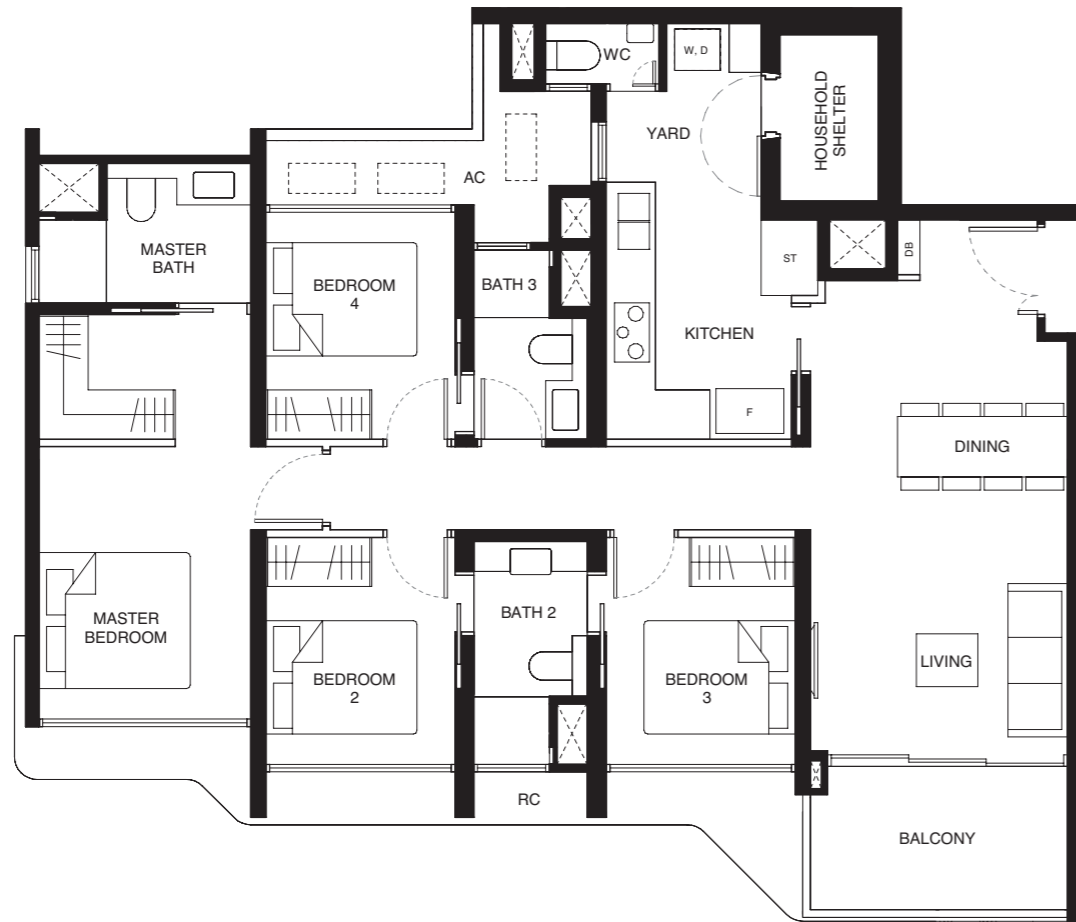 WC
W, D
HOUSEHOLD
SHELTER
YARD
AC
MASTER
BATH
BEDROOM
4
BATH 3
ST
DB
KITCHEN
F
DINING
MASTER
BEDROOM
BATH 2
BEDROOM
2
BEDROOM
3
LIVING
RC
BALCONY